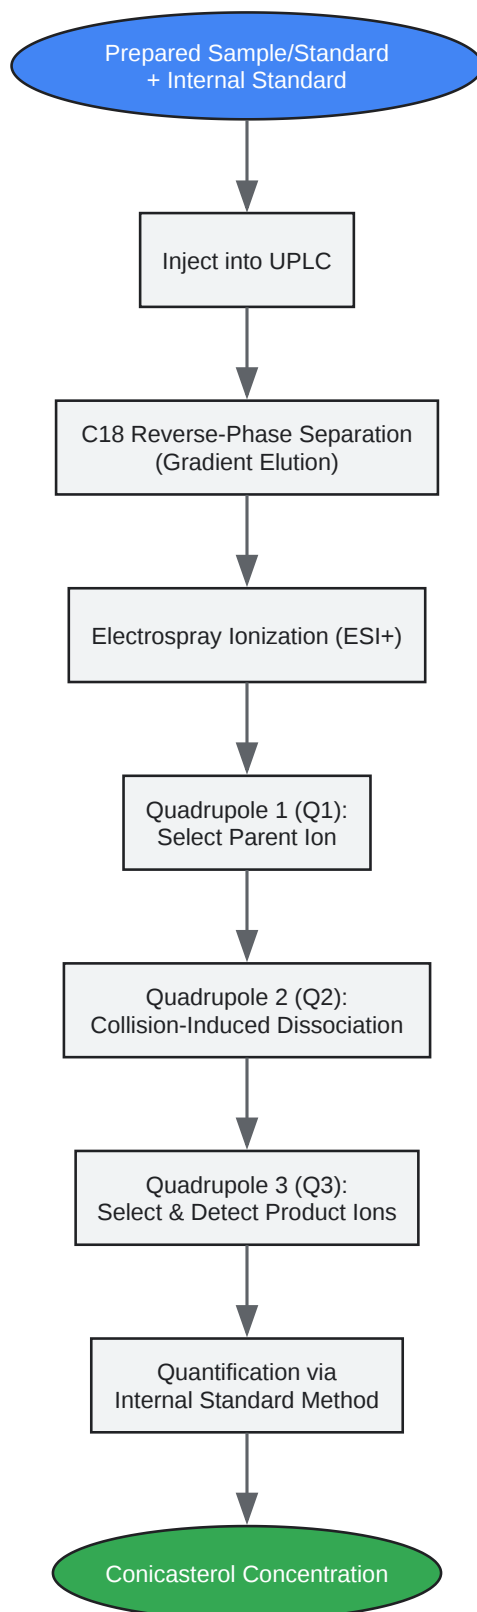 Prepared Sample/Standard
+ Internal Standard
Inject into UPLC
C18 Reverse-Phase Separation
(Gradient Elution)
Electrospray Ionization (ESI+)
Quadrupole 1 (Q1):
Select Parent Ion
Quadrupole 2 (Q2):
Collision-Induced Dissociation
Quadrupole 3 (Q3):
Select & Detect Product Ions
Quantification via
Internal Standard Method
Conicasterol Concentration